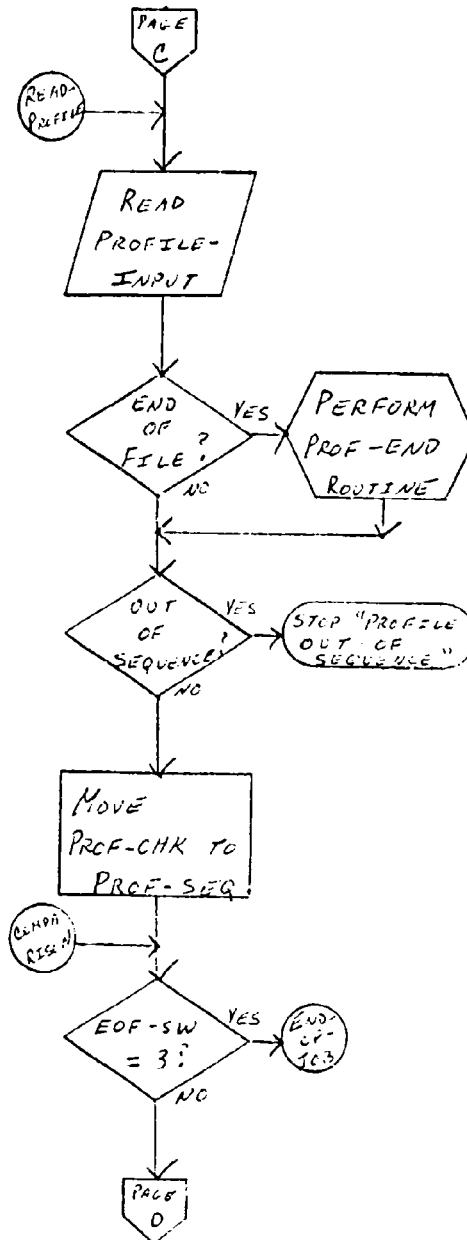 PAGE
C
READ-
PROFILE
READ
PROFILE-
INPUT
END
OF
FILE?
YES
NO
PERFORM
PROF-END
ROUTINE
OUT
OF
SEQUENCE?
YES
NO
STOP "PROFILE
OUT OF
SEQUENCE"
MOVE
PROF-CHK TO
PROF-SEQ.
COMPA
RISON
EOF-SW
= 3?
YES
NO
END-
OF-
JOB
PAGE
D